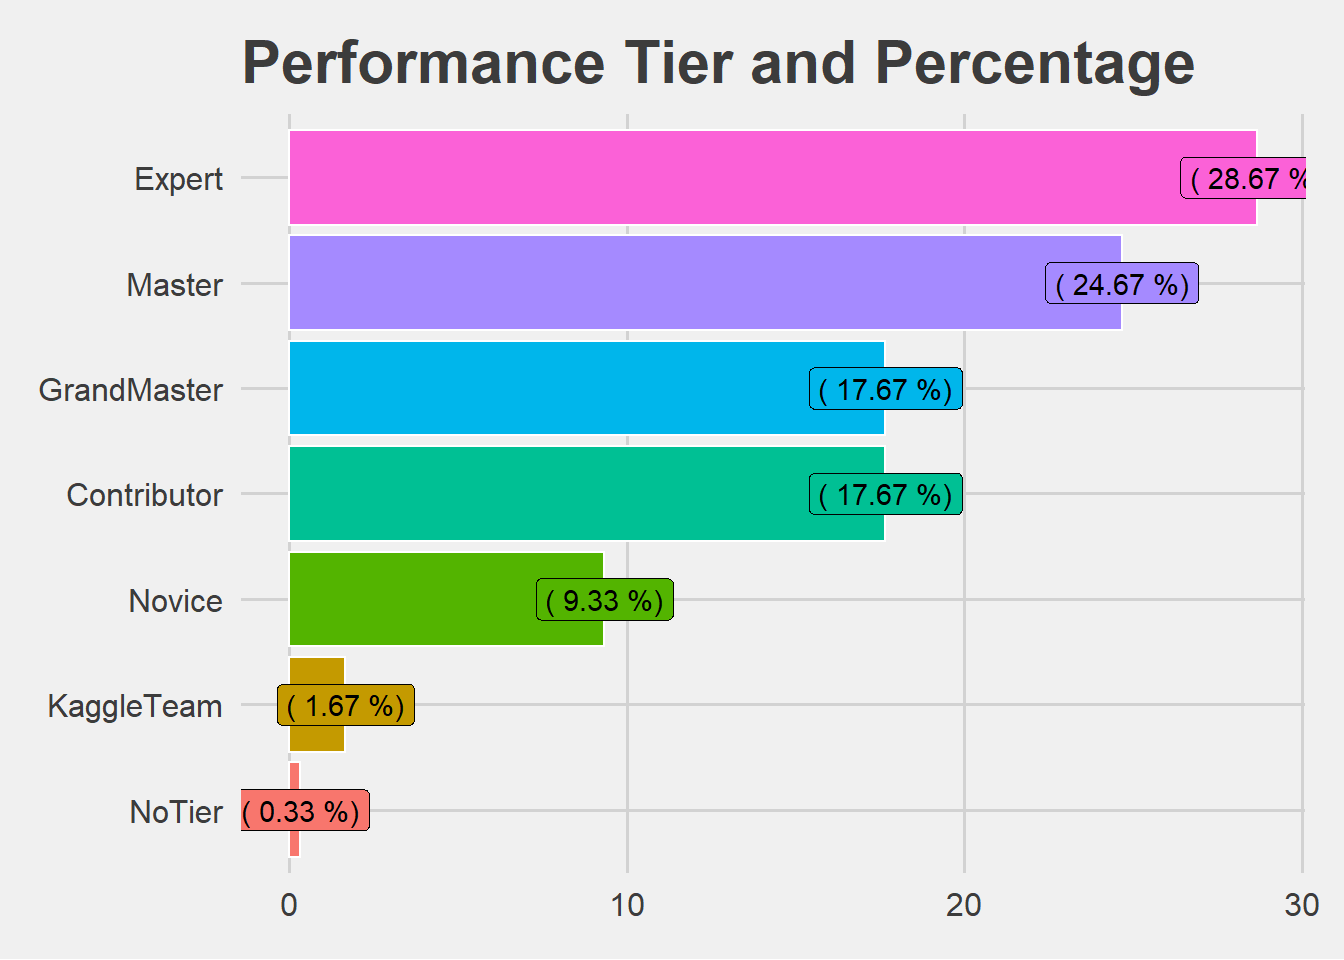 Performance Tier and Percentage
Expert
( 28.67 %
Master
( 24.67 %)
GrandMaster
( 17.67 %)
Contributor
( 17.67 %)
Novice
( 9.33 %)
KaggleTeam
( 1.67 %)
NoTier
( 0.33 %)
0 10 20 30